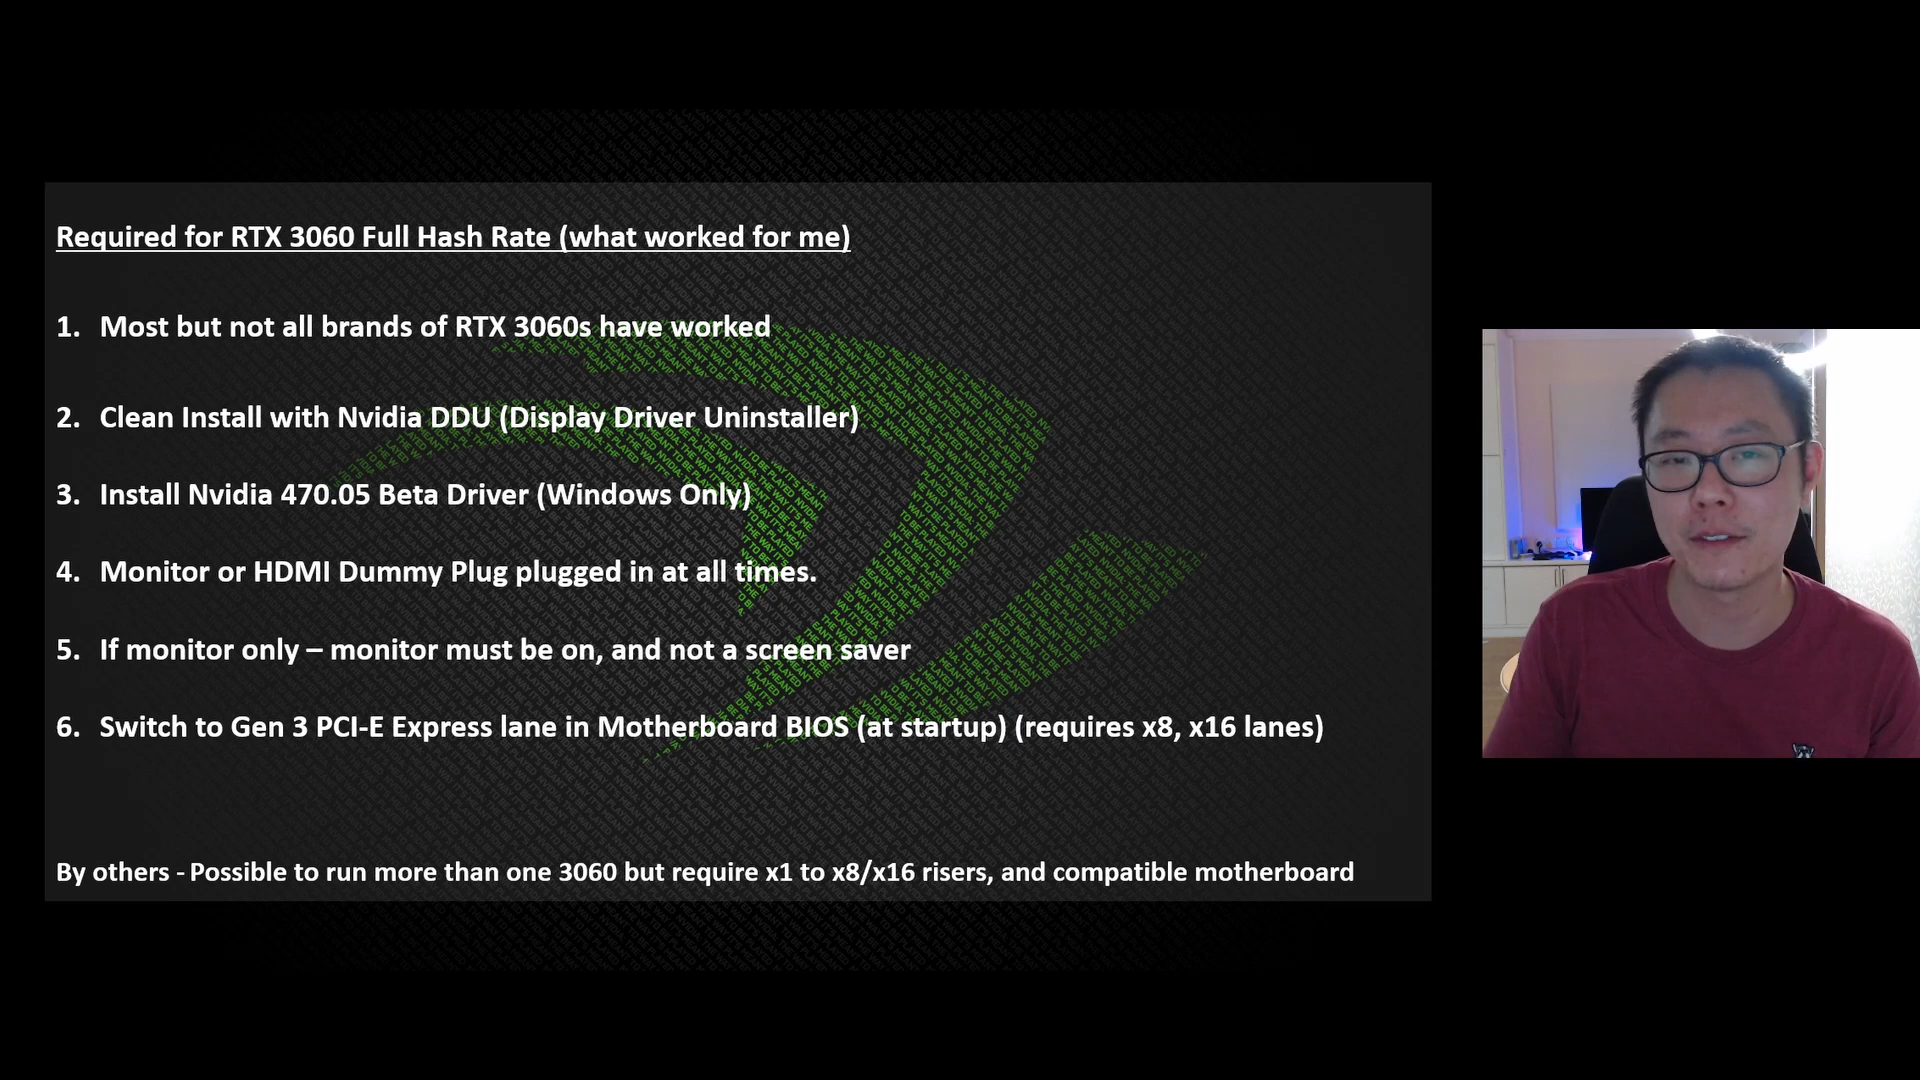 Required for RTX 3060 Full Hash Rate (what worked for me)
1. Most but not all brands of RTX 3060s have worked
2. Clean Install with Nvidia DDU (Display Driver Uninstaller)
3. Install Nvidia 470.05 Beta Driver (Windows Only)
4. Monitor or HDMI Dummy Plug plugged in at all times.
5. If monitor only – monitor must be on, and not a screen saver
6. Switch to Gen 3 PCI-E Express lane in Motherboard BIOS (at startup) (requires x8, x16 lanes)
By others - Possible to run more than one 3060 but require x1 to x8/x16 risers, and compatible motherboard